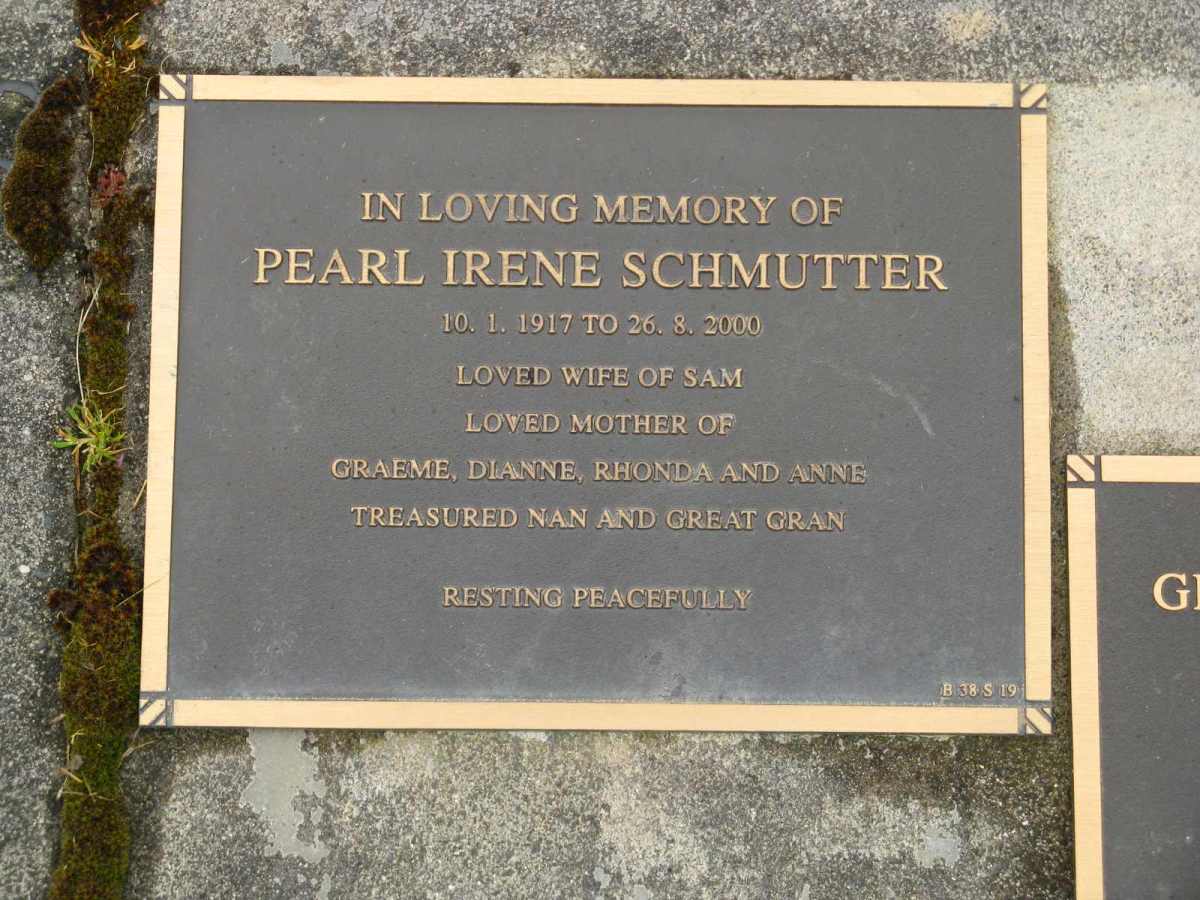 IN LOVING MEMORY OF
PEARL IRENE SCHMUTTER
10. 1. 1917 TO 26. 8. 2000
LOVED WIFE OF SAM
LOVED MOTHER OF
GRAEME, DIANNE, RHONDA AND ANNE
TREASURED NAN AND GREAT GRAN
RESTING PEACEFULLY
B 38 S 19